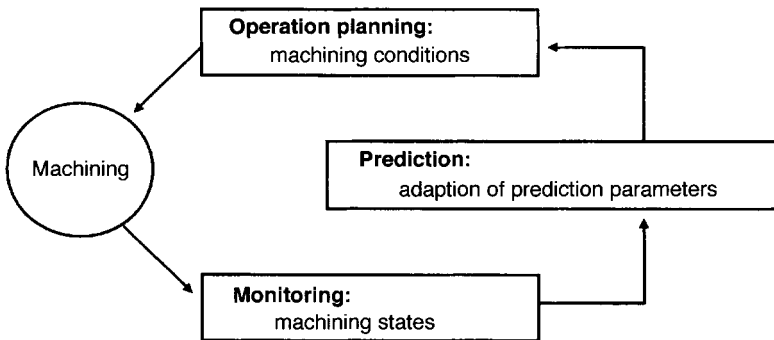 Operation planning:
machining conditions
Machining
Prediction:
adaption of prediction parameters
Monitoring:
machining states